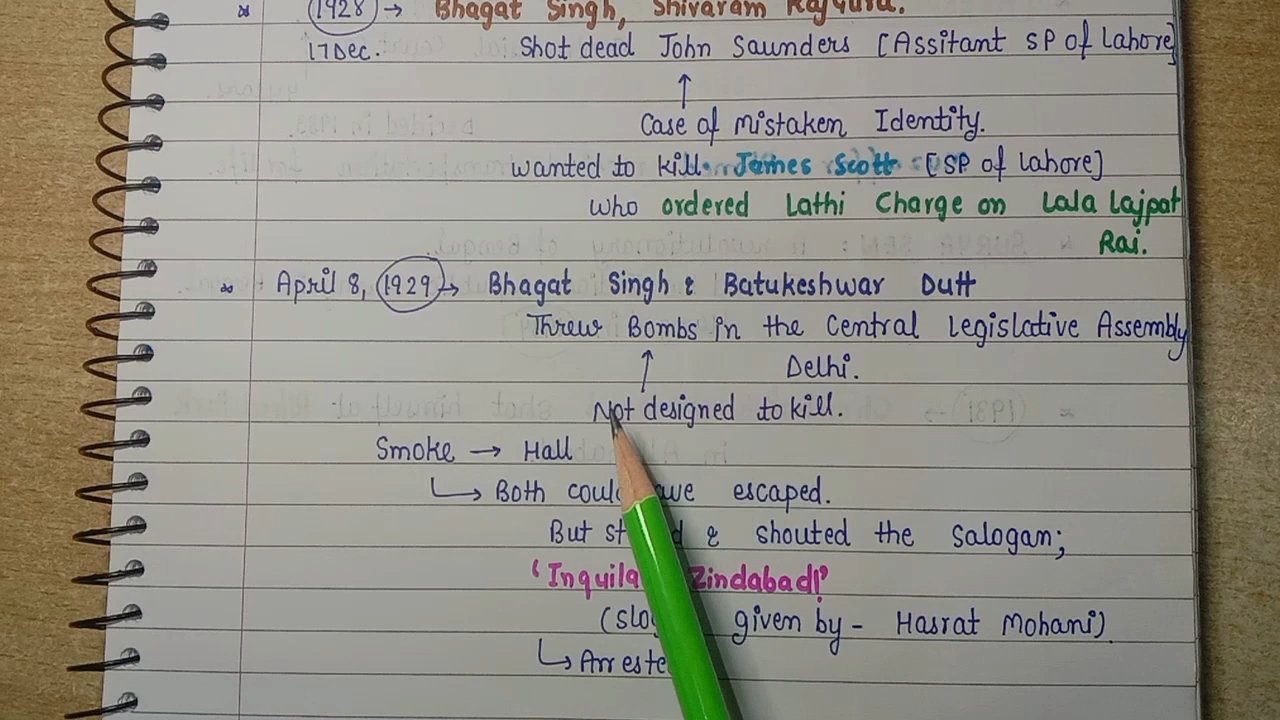 * 1928 → Bhagat Singh, Shivaram Rajguru.
17 Dec. Shot dead John Saunders [Assitant SP of Lahore]
↑
Case of mistaken Identity.
wanted to kill James Scott [SP of Lahore]
who ordered Lathi Charge on Lala Lajpat
Rai.
* April 8, 1929 → Bhagat Singh & Batukeshwar Dutt
Threw Bombs in the Central Legislative Assembly
↑ Delhi.
Not designed to kill.
Smoke → Hall
↳ Both could have escaped.
But & shouted the Salogan;
'Inquilab Zindabad!'
given by - Hasrat Mohani)
↳